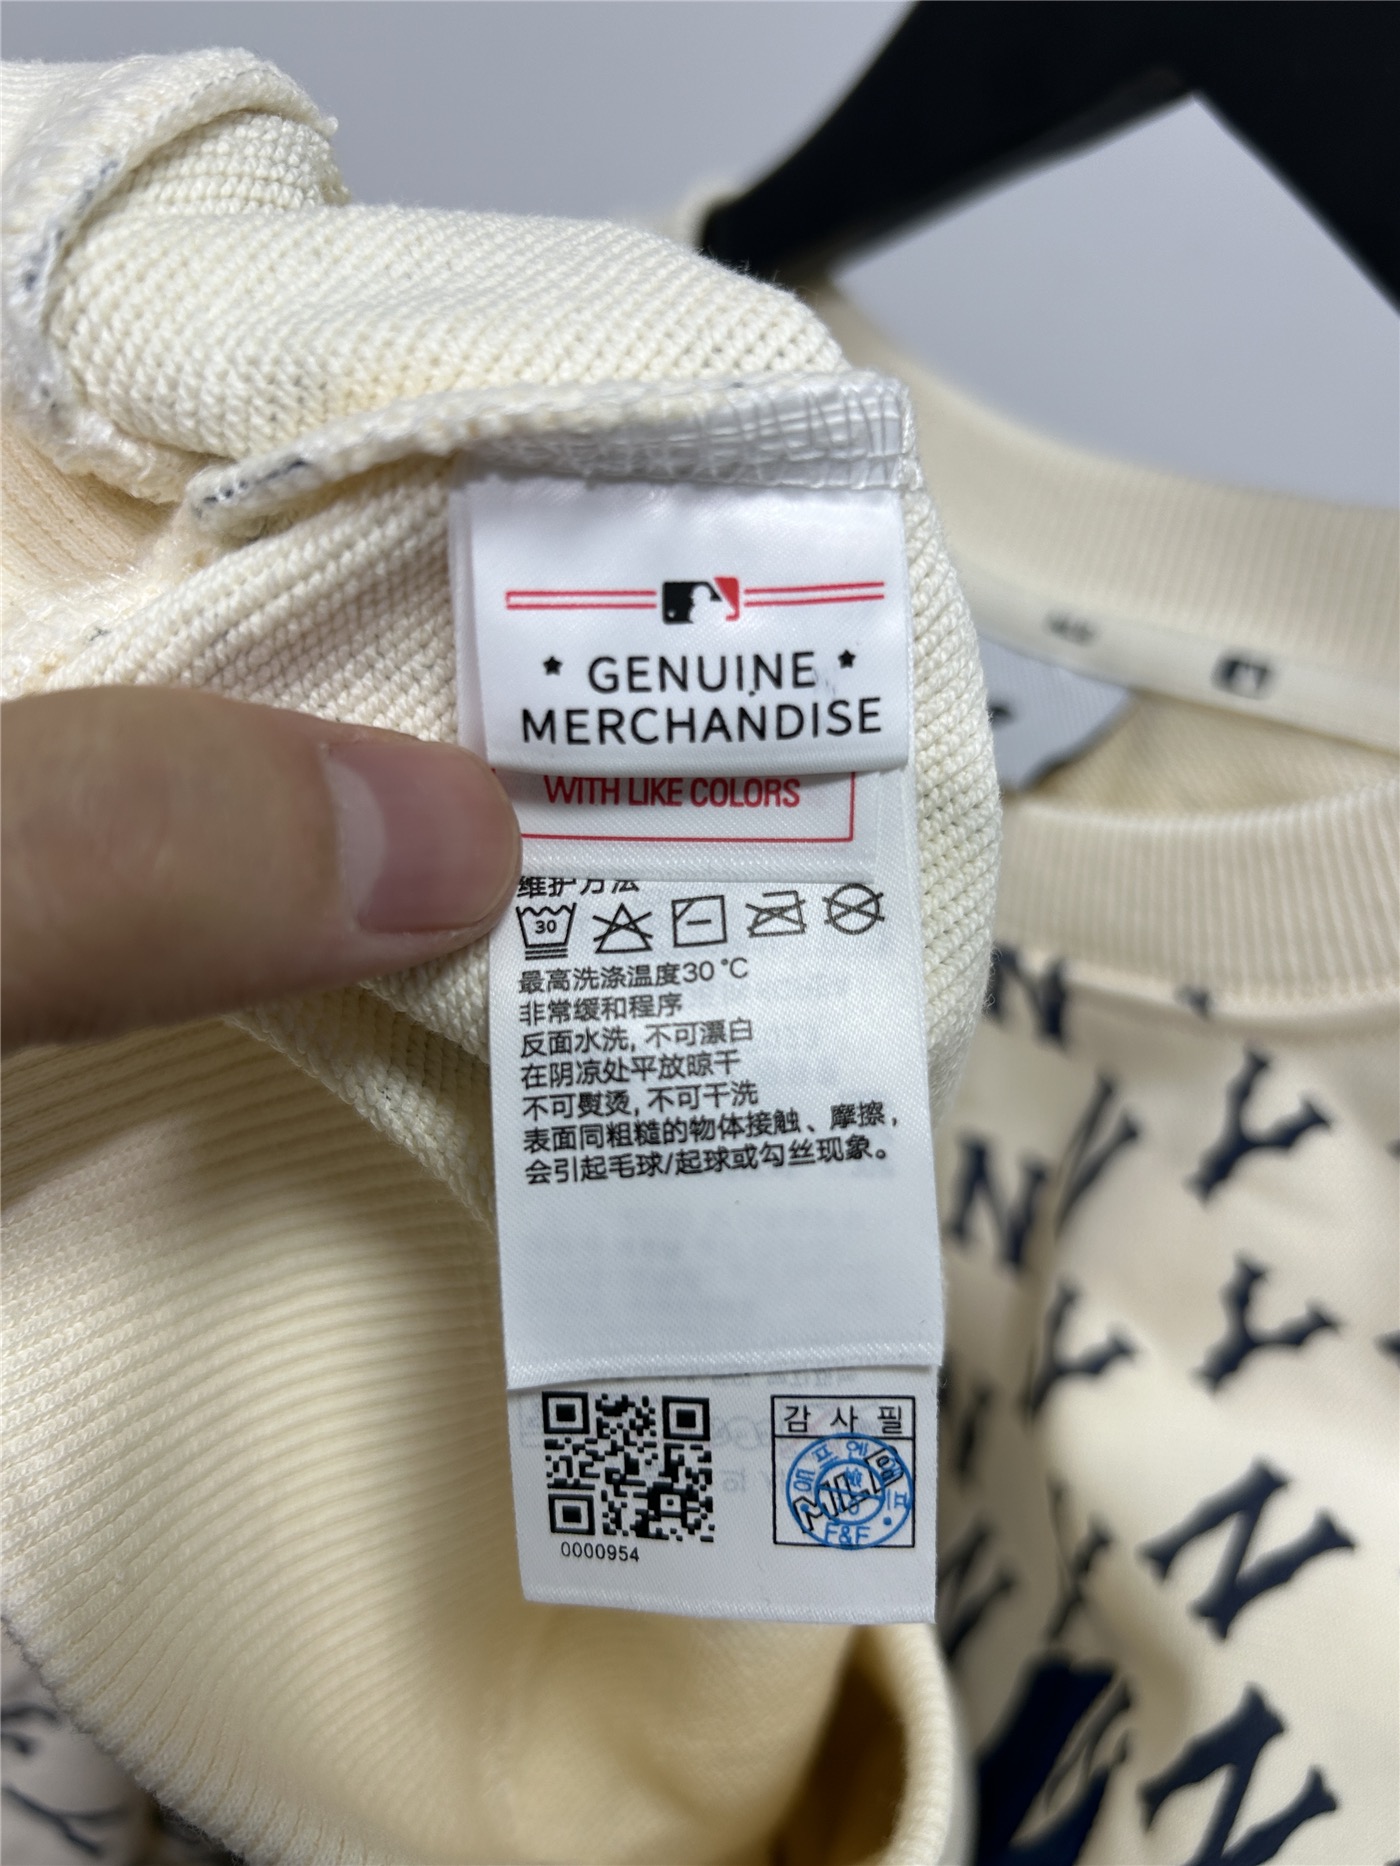 ★ GENUINE ★
MERCHANDISE
WITH LIKE COLORS
维护方法
30
最高洗涤温度30℃
非常缓和程序
反面水洗, 不可漂白
在阴凉处平放晾干
不可熨烫, 不可干洗
表面同粗糙的物体接触、摩擦，
会引起毛球/起球或勾丝现象。
0000954
감 사 필
MLB
F&F
N
Y
N
Y
Y
Y
N
N